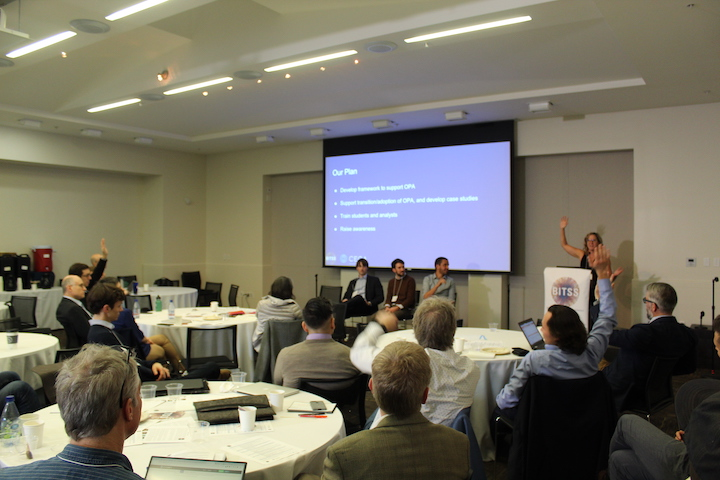 Our Plan
Develop framework to support OPA
Support transition/adoption of OPA, and develop case studies
Train students and analysts
Raise awareness
BITSS